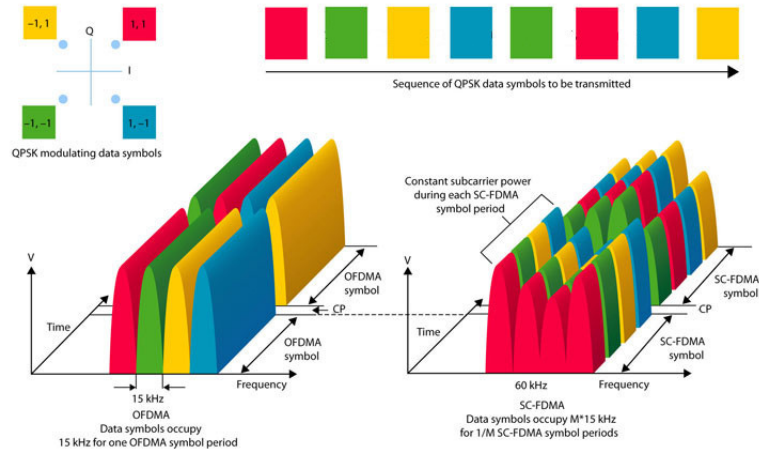 −1, 1
1, 1
Q
I
−1, −1
1, −1
QPSK modulating data symbols
Sequence of QPSK data symbols to be transmitted
V
Time
OFDMA
symbol
CP
OFDMA
symbol
Frequency
15 kHz
OFDMA
Data symbols occupy
15 kHz for one OFDMA symbol period
Constant subcarrier power
during each SC-FDMA
symbol period
V
Time
SC-FDMA
symbol
CP
SC-FDMA
symbol
60 kHz
Frequency
SC-FDMA
Data symbols occupy M*15 kHz
for 1/M SC-FDMA symbol periods